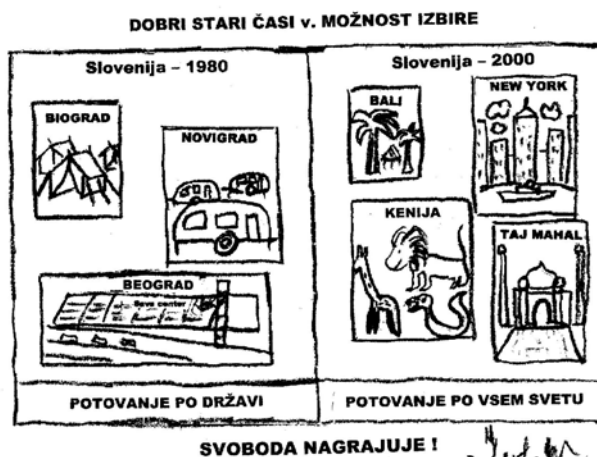 DOBRI STARI ČASI v. MOŽNOST IZBIRE
Slovenija – 1980
BIOGRAD
NOVIGRAD
BEOGRAD
Sava center
POTOVANJE PO DRŽAVI
Slovenija – 2000
BALI
NEW YORK
KENIJA
TAJ MAHAL
POTOVANJE PO VSEM SVETU
SVOBODA NAGRAJUJE !